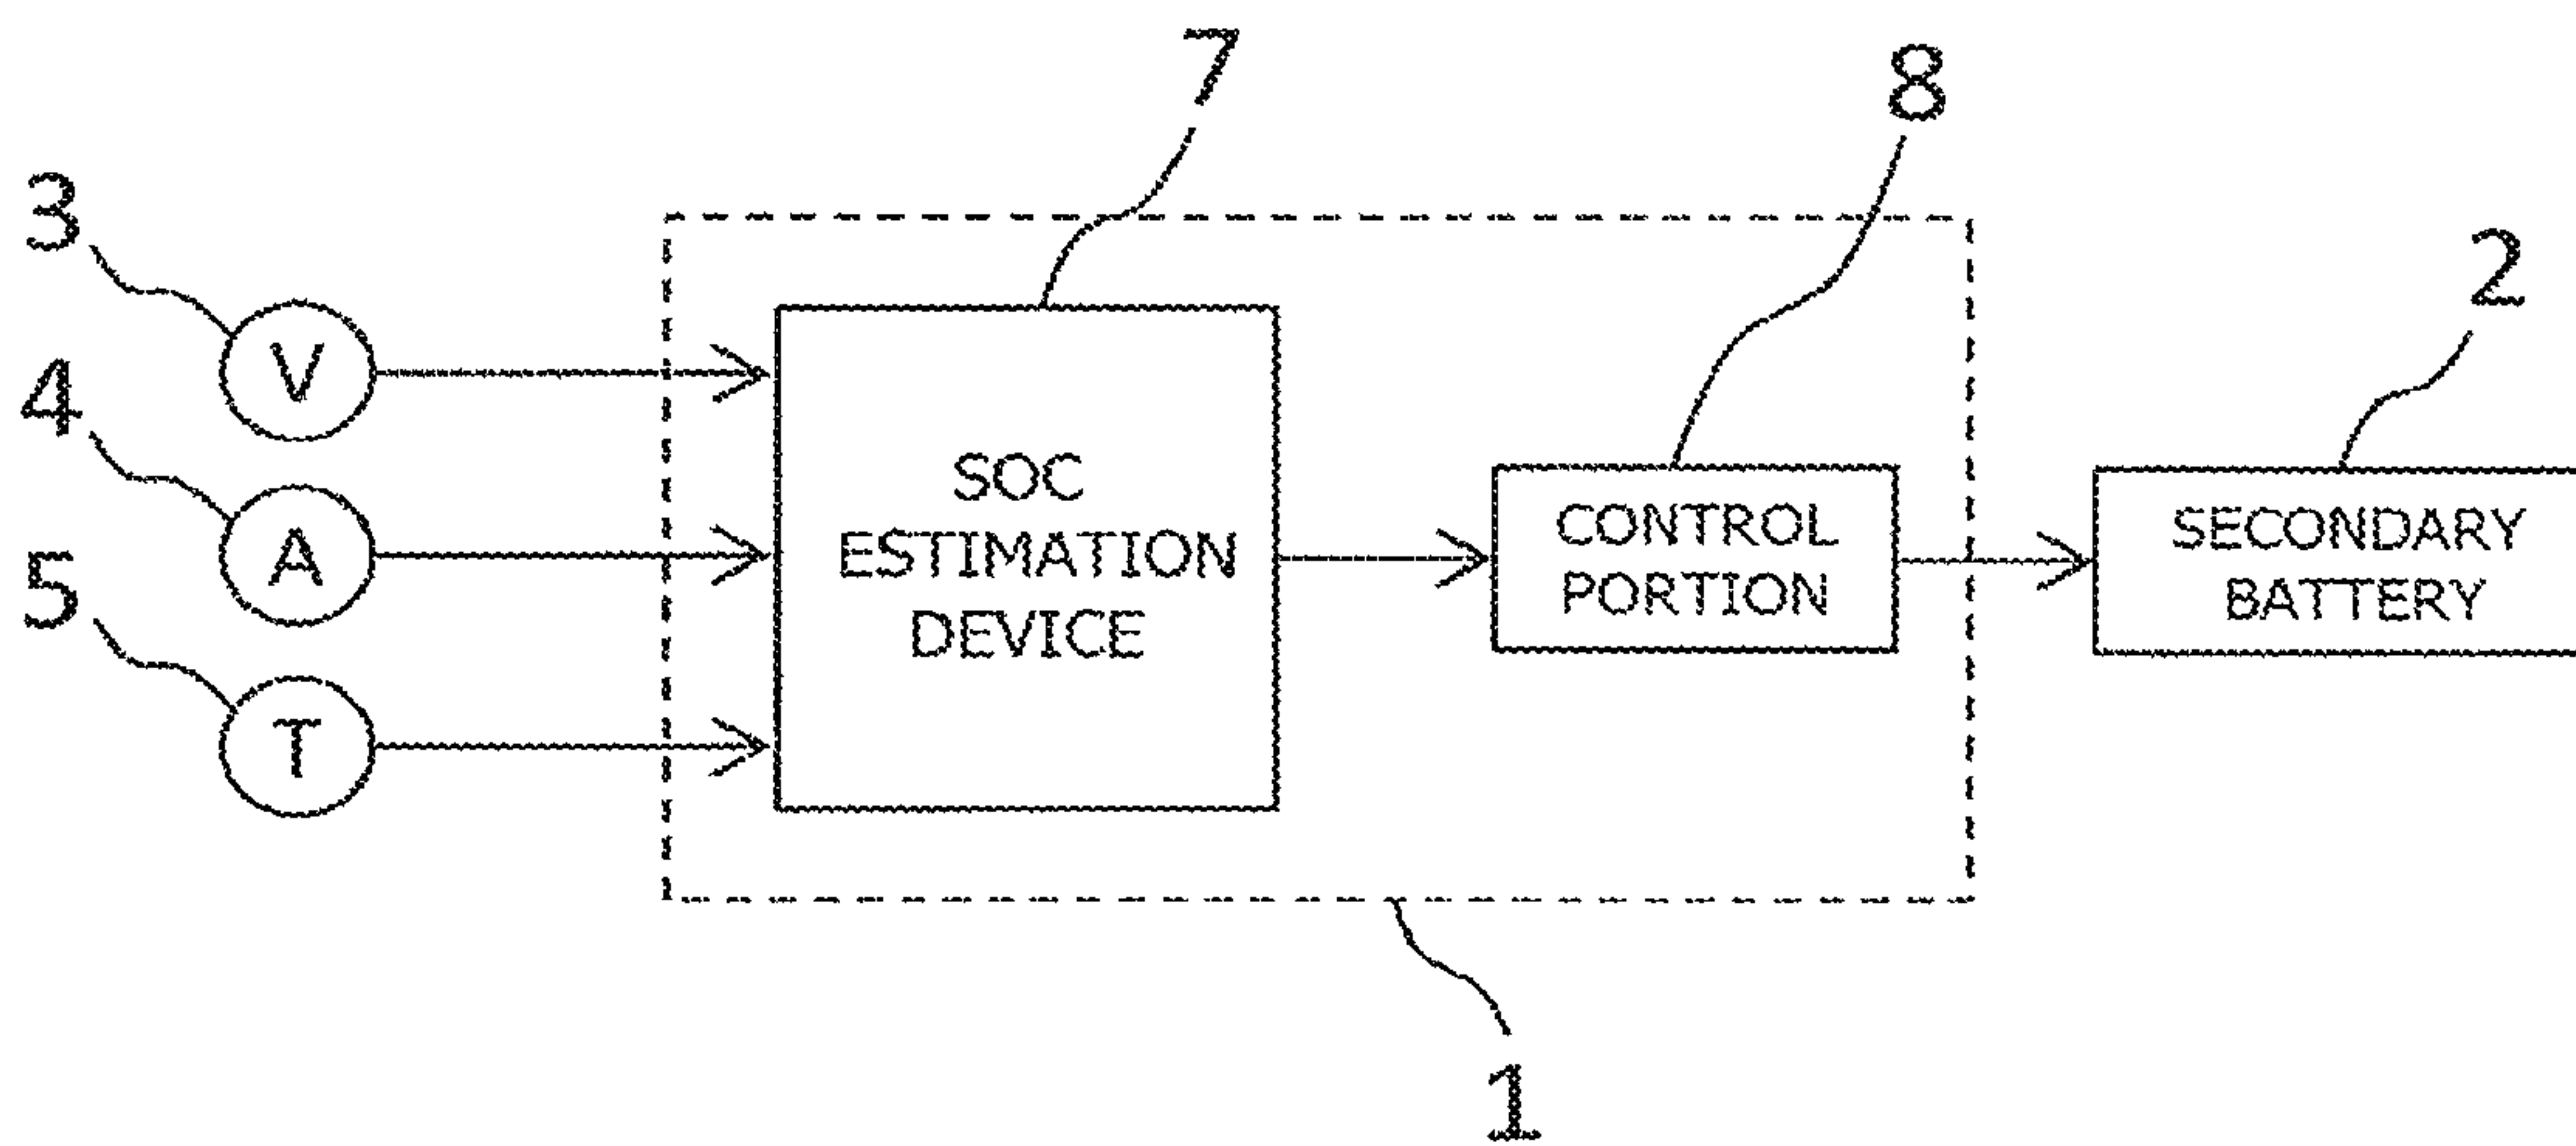 7
8
3
2
V
4
SOC
ESTIMATION
DEVICE
A
CONTROL
PORTION
SECONDARY
BATTERY
5
T
1